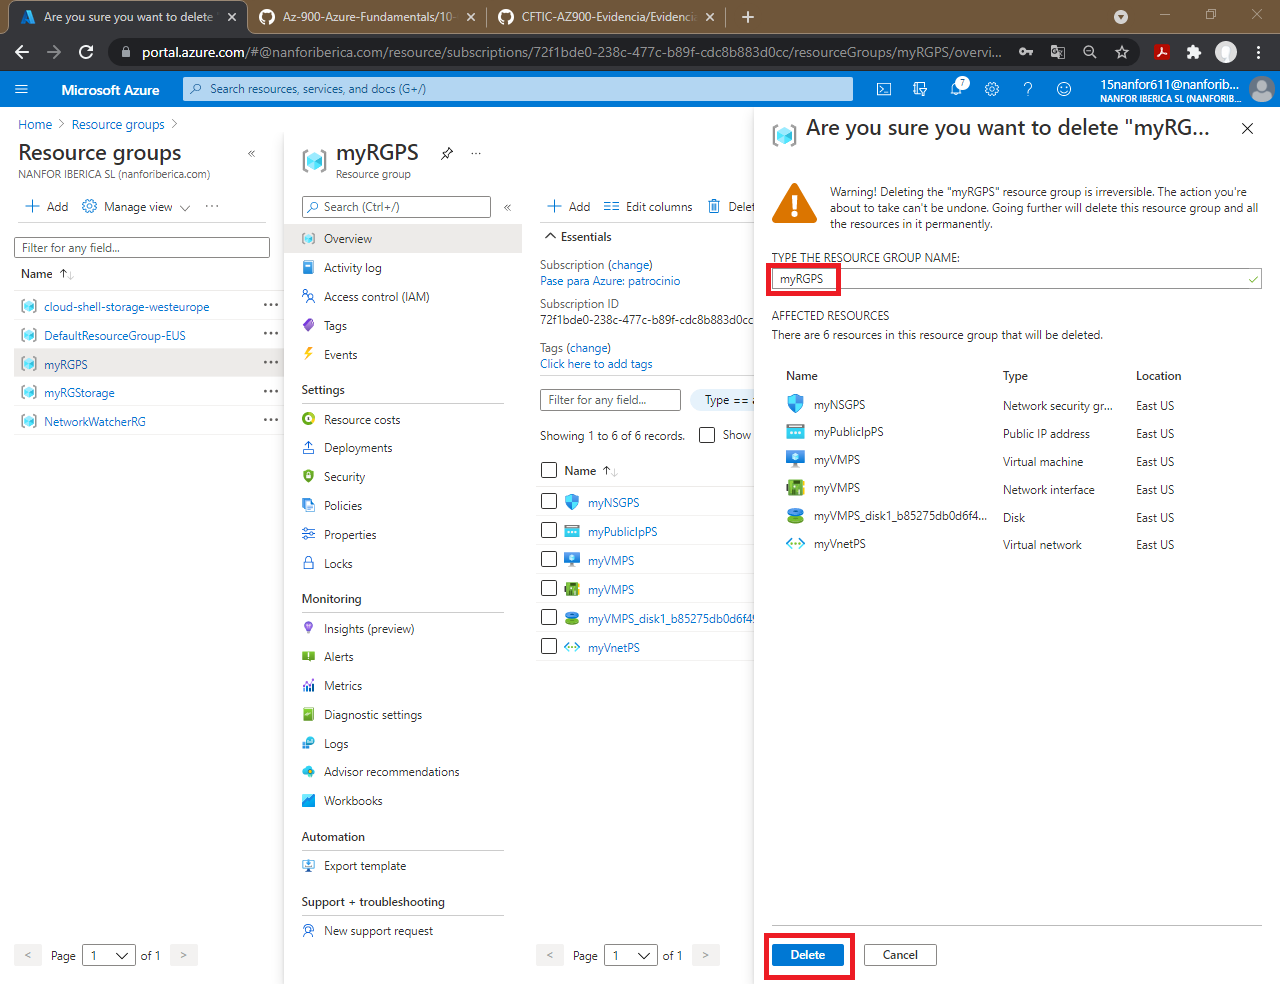 Are you sure you want to delete "
Az-900-Azure-Fundamentals/10-
CFTIC-AZ900-Evidencia/Evidenci
portal.azure.com/#@nanforiberica.com/resource/subscriptions/72f1bde0-238c-477c-b89f-cdc8b883d0cc/resourceGroups/myRGPS/overvi...
Microsoft Azure
Search resources, services, and docs (G+/)
7
15nanfor611@nanforib...
NANFOR IBERICA SL (NANFORIB...
Home > Resource groups >
Resource groups
NANFOR IBERICA SL (nanforiberica.com)
Add
Manage view
Filter for any field...
Name
cloud-shell-storage-westeurope
DefaultResourceGroup-EUS
myRGPS
myRGStorage
NetworkWatcherRG
< Page 1 of 1 >
myRGPS
Resource group
Search (Ctrl+/)
Overview
Activity log
Access control (IAM)
Tags
Events
Settings
Resource costs
Deployments
Security
Policies
Properties
Locks
Monitoring
Insights (preview)
Alerts
Metrics
Diagnostic settings
Logs
Advisor recommendations
Workbooks
Automation
Export template
Support + troubleshooting
New support request
Add
Edit columns
Delet
Essentials
Subscription (change)
Pase para Azure: patrocinio
Subscription ID
72f1bde0-238c-477c-b89f-cdc8b883d0cc
Tags (change)
Click here to add tags
Filter for any field...
Type == a
Showing 1 to 6 of 6 records.
Show
Name
myNSGPS
myPublicIpPS
myVMPS
myVMPS
myVMPS_disk1_b85275db0d6f49
myVnetPS
< Page 1 of 1 >
Are you sure you want to delete "myRG...
Warning! Deleting the "myRGPS" resource group is irreversible. The action you're
about to take can't be undone. Going further will delete this resource group and all
the resources in it permanently.
TYPE THE RESOURCE GROUP NAME:
myRGPS
AFFECTED RESOURCES
There are 6 resources in this resource group that will be deleted.
Name Type Location
myNSGPS Network security gr... East US
myPublicIpPS Public IP address East US
myVMPS Virtual machine East US
myVMPS Network interface East US
myVMPS_disk1_b85275db0d6f4... Disk East US
myVnetPS Virtual network East US
Delete
Cancel